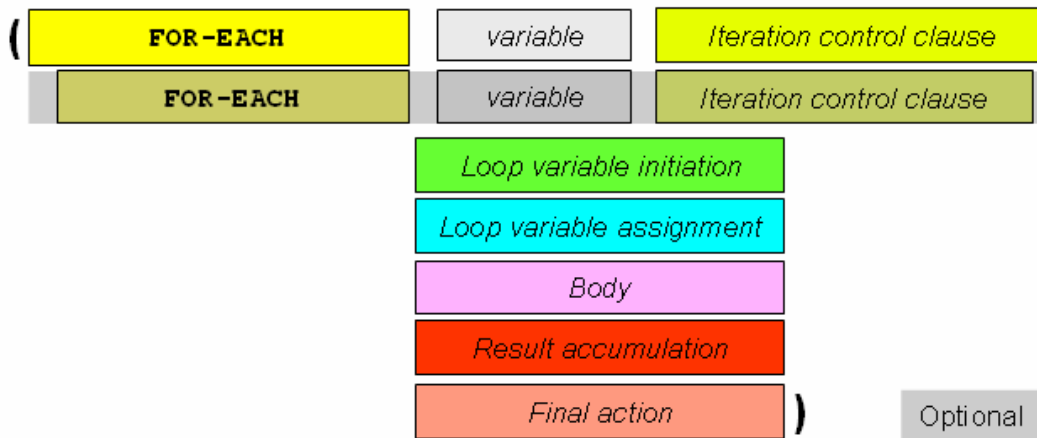 ( FOR-EACH variable Iteration control clause
FOR-EACH variable Iteration control clause
Loop variable initiation
Loop variable assignment
Body
Result accumulation
Final action )
Optional